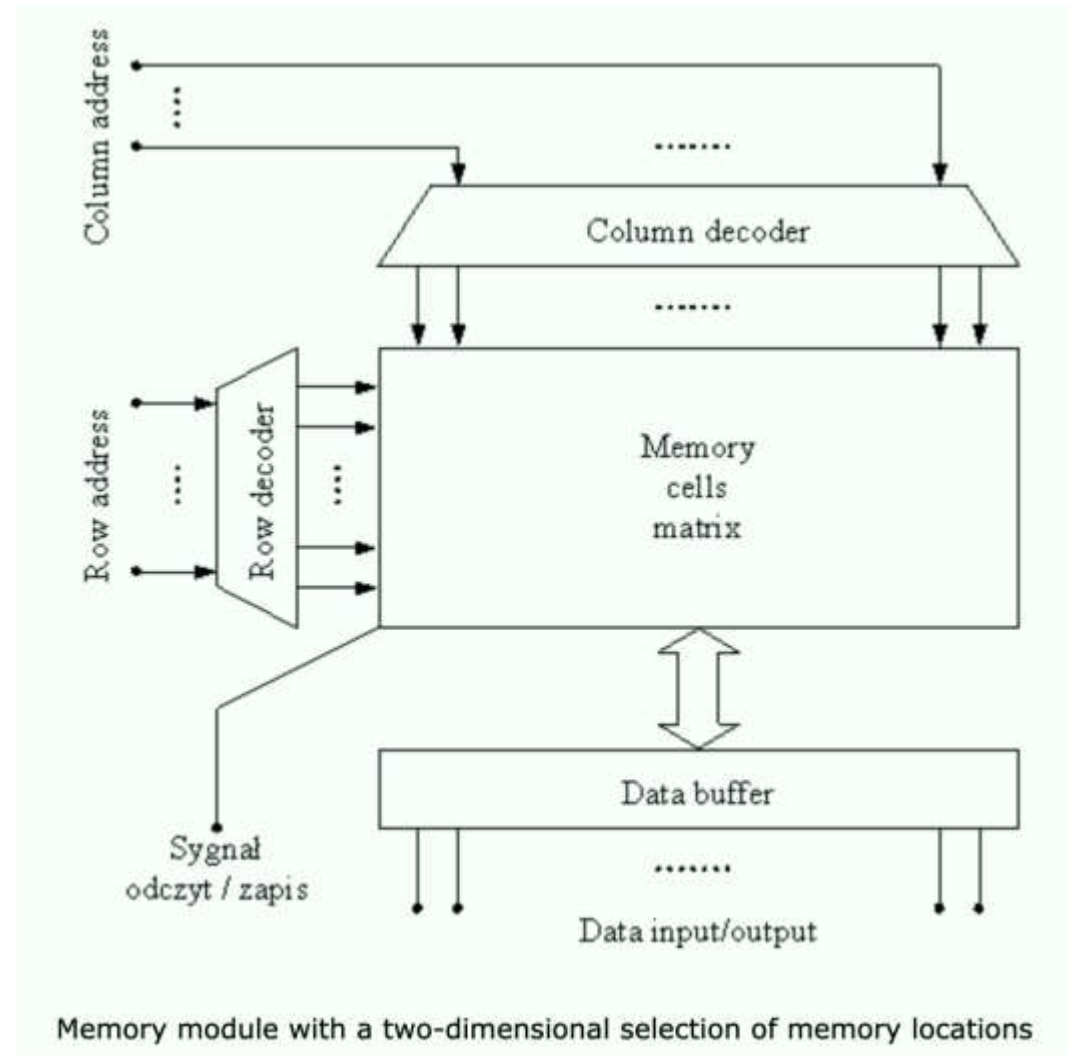 Column address
Column decoder
Row address
Row decoder
Memory
cells
matrix
Data buffer
Sygnał
odczyt / zapis
Data input/output
Memory module with a two-dimensional selection of memory locations